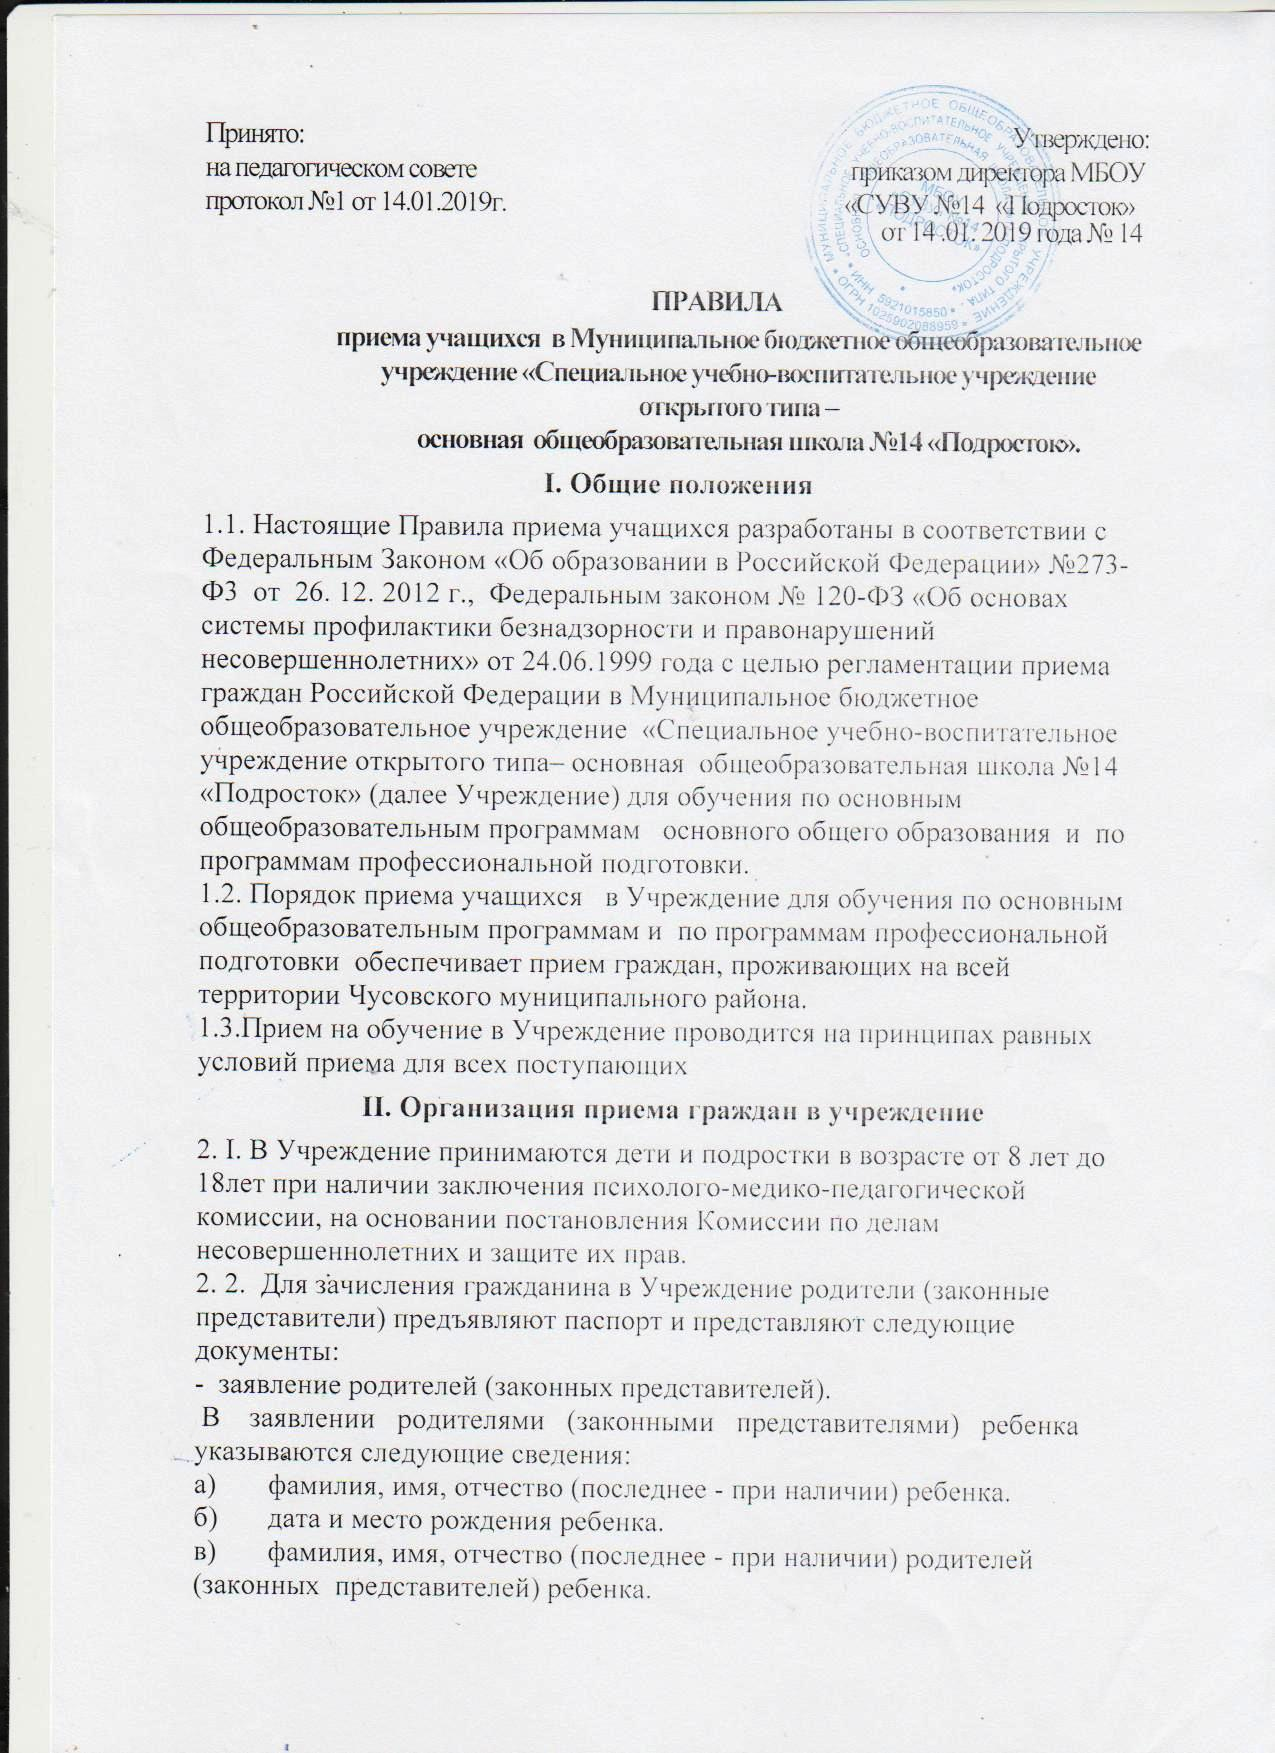 Принято:
на педагогическом совете
протокол №1 от 14.01.2019г.
Утверждено:
приказом директора МБОУ
«СУВУ №14 «Подросток»
от 14 .01. 2019 года № 14
ПРАВИЛА
приема учащихся в Муниципальное бюджетное общеобразовательное
учреждение «Специальное учебно-воспитательное учреждение
открытого типа –
основная общеобразовательная школа №14 «Подросток».
I. Общие положения
1.1. Настоящие Правила приема учащихся разработаны в соответствии с
Федеральным Законом «Об образовании в Российской Федерации» №273-
ФЗ от 26. 12. 2012 г., Федеральным законом № 120-ФЗ «Об основах
системы профилактики безнадзорности и правонарушений
несовершеннолетних» от 24.06.1999 года с целью регламентации приема
граждан Российской Федерации в Муниципальное бюджетное
общеобразовательное учреждение «Специальное учебно-воспитательное
учреждение открытого типа– основная общеобразовательная школа №14
«Подросток» (далее Учреждение) для обучения по основным
общеобразовательным программам основного общего образования и по
программам профессиональной подготовки.
1.2. Порядок приема учащихся в Учреждение для обучения по основным
общеобразовательным программам и по программам профессиональной
подготовки обеспечивает прием граждан, проживающих на всей
территории Чусовского муниципального района.
1.3.Прием на обучение в Учреждение проводится на принципах равных
условий приема для всех поступающих
II. Организация приема граждан в учреждение
2. I. В Учреждение принимаются дети и подростки в возрасте от 8 лет до
18лет при наличии заключения психолого-медико-педагогической
комиссии, на основании постановления Комиссии по делам
несовершеннолетних и защите их прав.
2. 2. Для зачисления гражданина в Учреждение родители (законные
представители) предъявляют паспорт и представляют следующие
документы:
- заявление родителей (законных представителей).
В заявлении родителями (законными представителями) ребенка
указываются следующие сведения:
а) фамилия, имя, отчество (последнее - при наличии) ребенка.
б) дата и место рождения ребенка.
в) фамилия, имя, отчество (последнее - при наличии) родителей
(законных представителей) ребенка.
МУНИЦИПАЛЬНОЕ БЮДЖЕТНОЕ ОБЩЕОБРАЗОВАТЕЛЬНОЕ УЧРЕЖДЕНИЕ
* ОГРН 1025902088959 *
* ИНН 5921015850 *